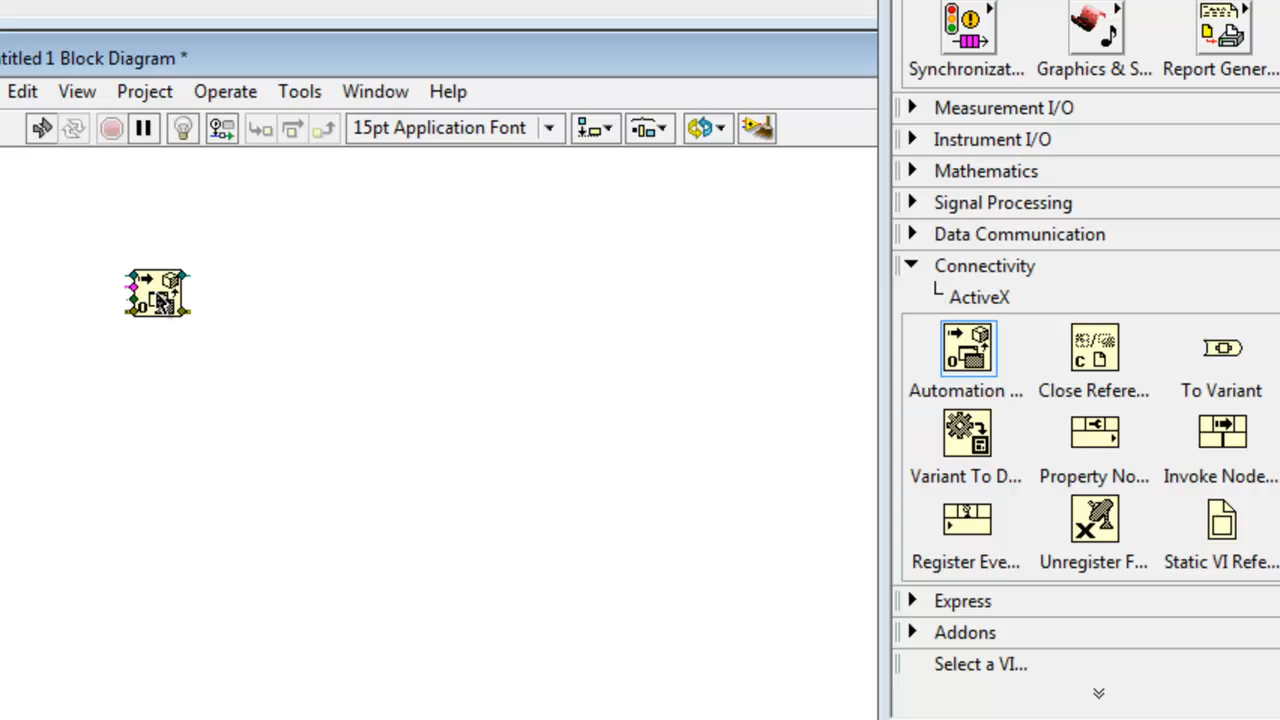 ntitled 1 Block Diagram *
Edit View Project Operate Tools Window Help
15pt Application Font
Synchronizat... Graphics & S... Report Gener...
Measurement I/O
Instrument I/O
Mathematics
Signal Processing
Data Communication
Connectivity
ActiveX
Automation ... Close Refere... To Variant
Variant To D... Property No... Invoke Node...
Register Eve... Unregister F... Static VI Refe...
Express
Addons
Select a VI...